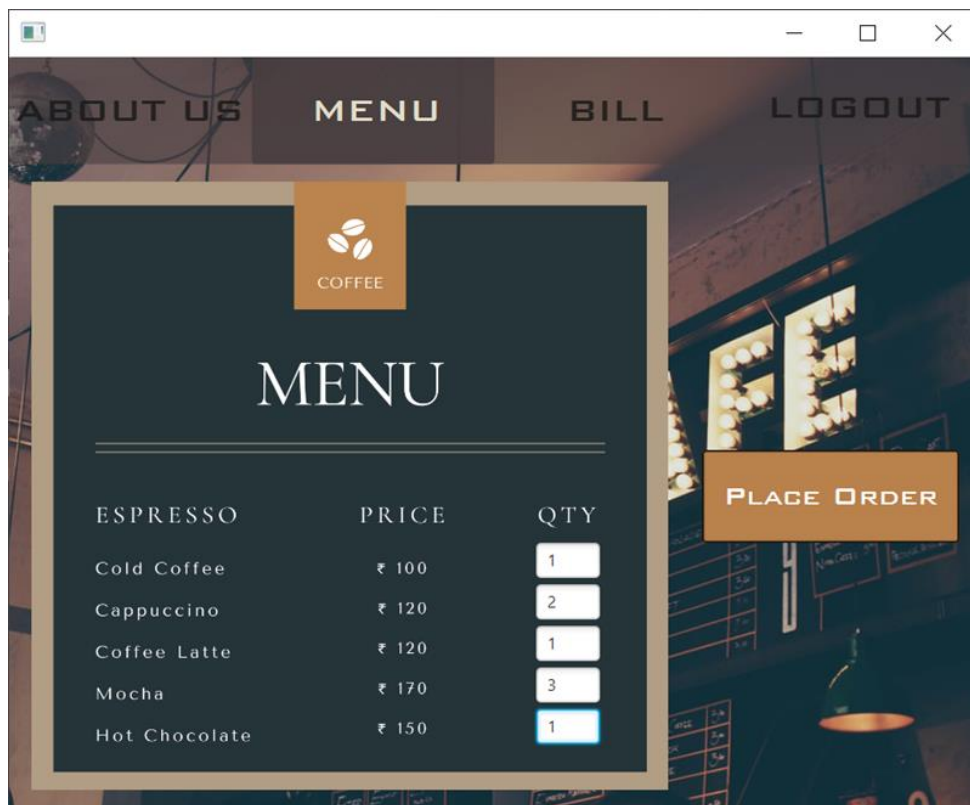 ABOUT US MENU BILL LOGOUT
COFFEE
MENU
AFE
PLACE ORDER
ESPRESSO PRICE QTY
Cold Coffee ₹ 100 1
Cappuccino ₹ 120 2
Coffee Latte ₹ 120 1
Mocha ₹ 170 3
Hot Chocolate ₹ 150 1